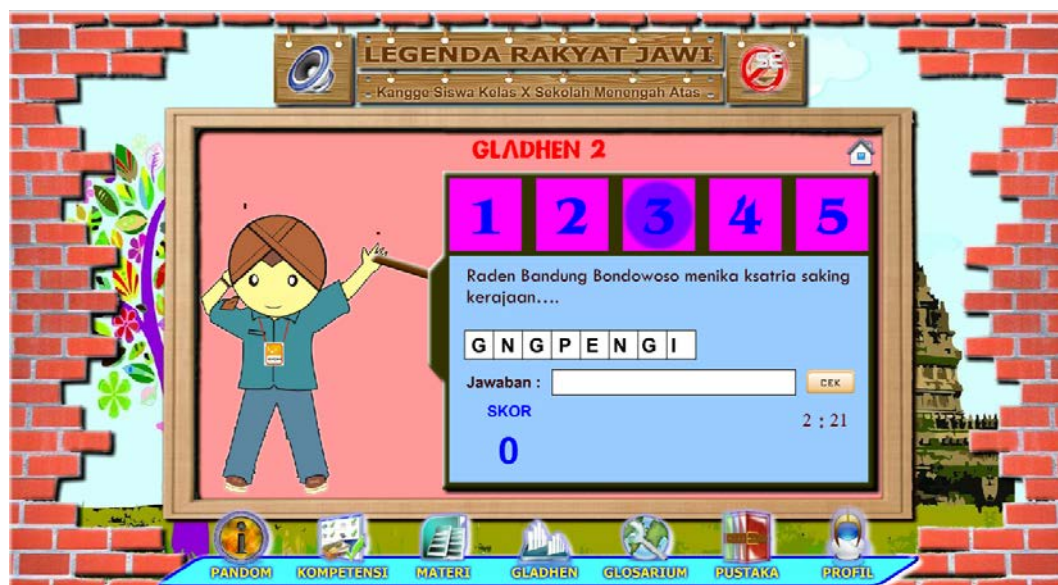 LEGENDA RAKYAT JAWI
Kangge Siswa Kelas X Sekolah Menengah Atas
SE
GLADHEN 2
1 2 3 4 5
Raden Bandung Bondowoso menika ksatria saking
kerajaan....
G N G P E N G I
Jawaban :
CEK
SKOR
2 : 21
0
PANDOM KOMPETENSI MATERI GLADHEN GLOSARIUM PUSTAKA PROFIL